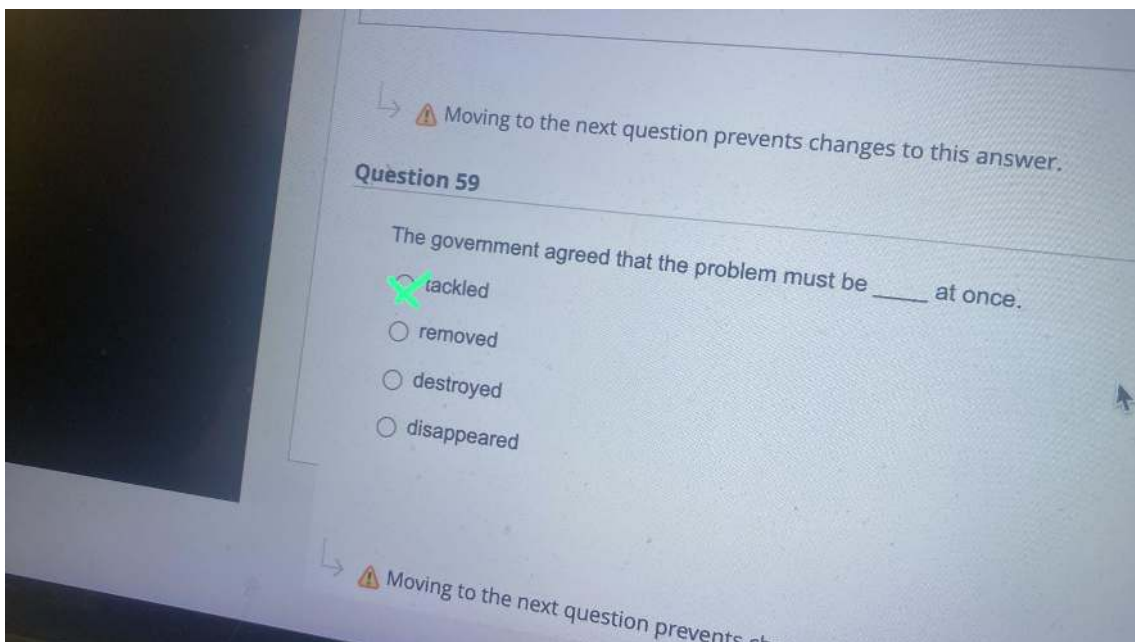 Moving to the next question prevents changes to this answer.
Question 59
The government agreed that the problem must be _____ at once.
tackled
removed
destroyed
disappeared
Moving to the next question prevents